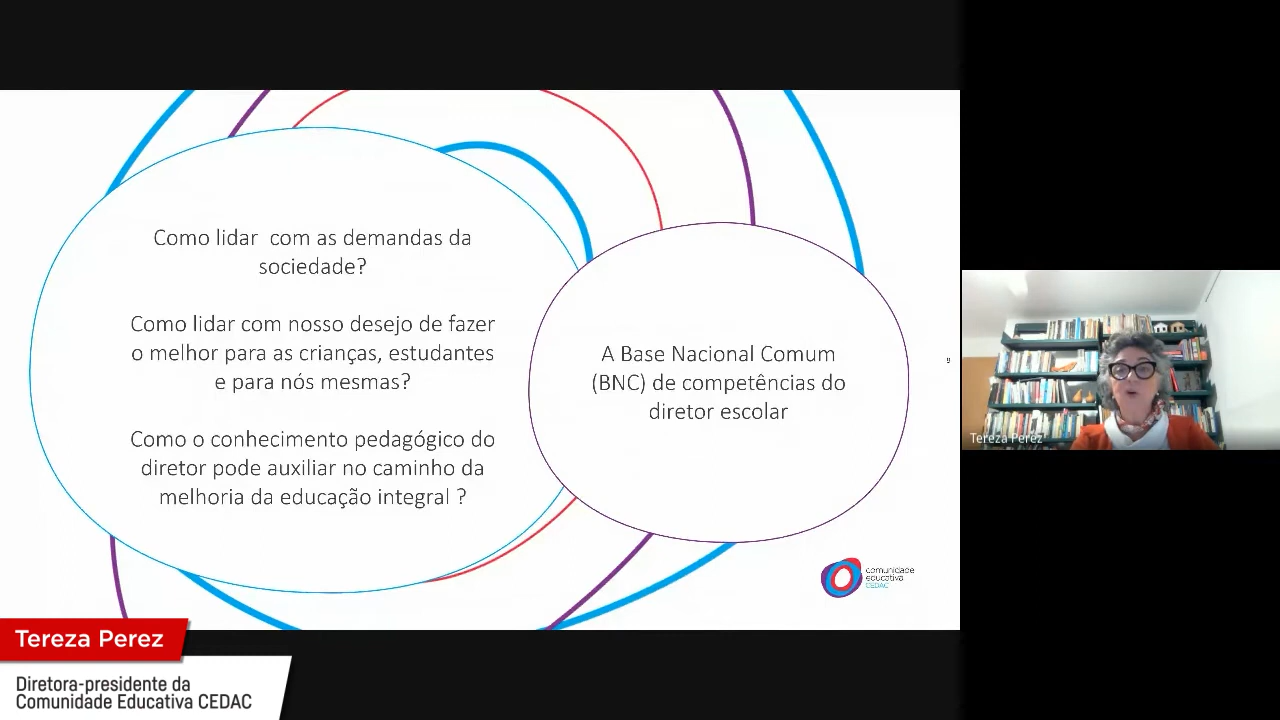 Como lidar  com as demandas da
sociedade?
Como lidar com nosso desejo de fazer
o melhor para as crianças, estudantes
e para nós mesmas?
Como o conhecimento pedagógico do
diretor pode auxiliar no caminho da
melhoria da educação integral ?
A Base Nacional Comum
(BNC) de competências do
diretor escolar
comunidade
educativa
CEDAC
Tereza Perez
Tereza Perez
Diretora-presidente da
Comunidade Educativa CEDAC